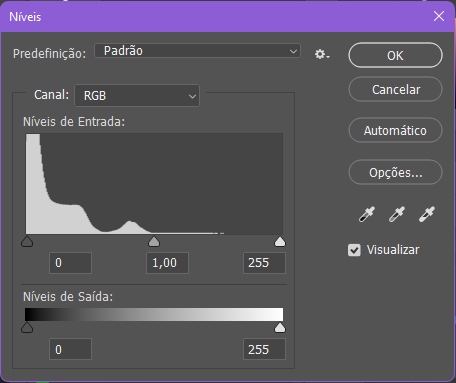 Níveis
Predefinição: Padrão
OK
Cancelar
Canal: RGB
Automático
Níveis de Entrada:
Opções...
Visualizar
0 1,00 255
Níveis de Saída:
0 255